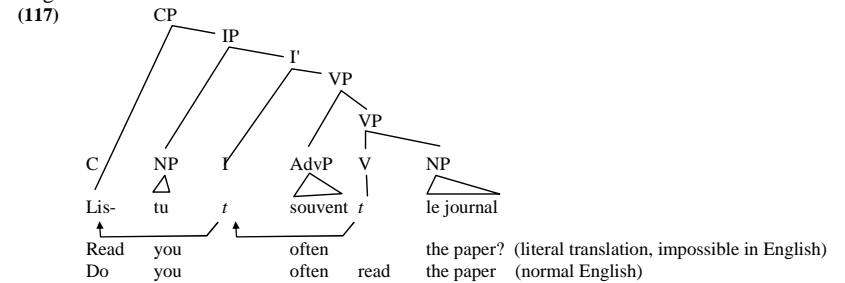 (117) CP
IP
I'
VP
VP
C NP I AdvP V NP
Lis- tu t souvent t le journal
Read you often the paper? (literal translation, impossible in English)
Do you often read the paper (normal English)